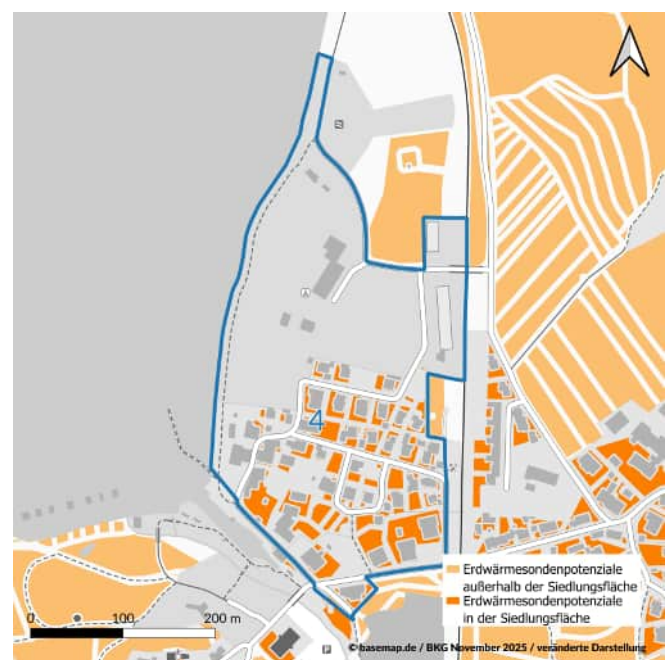 4
Erdwärmesondenpotenziale
außerhalb der Siedlungsfläche
Erdwärmesondenpotenziale
in der Siedlungsfläche
0 100 200 m
© basemap.de / BKG November 2025 / veränderte Darstellung
P